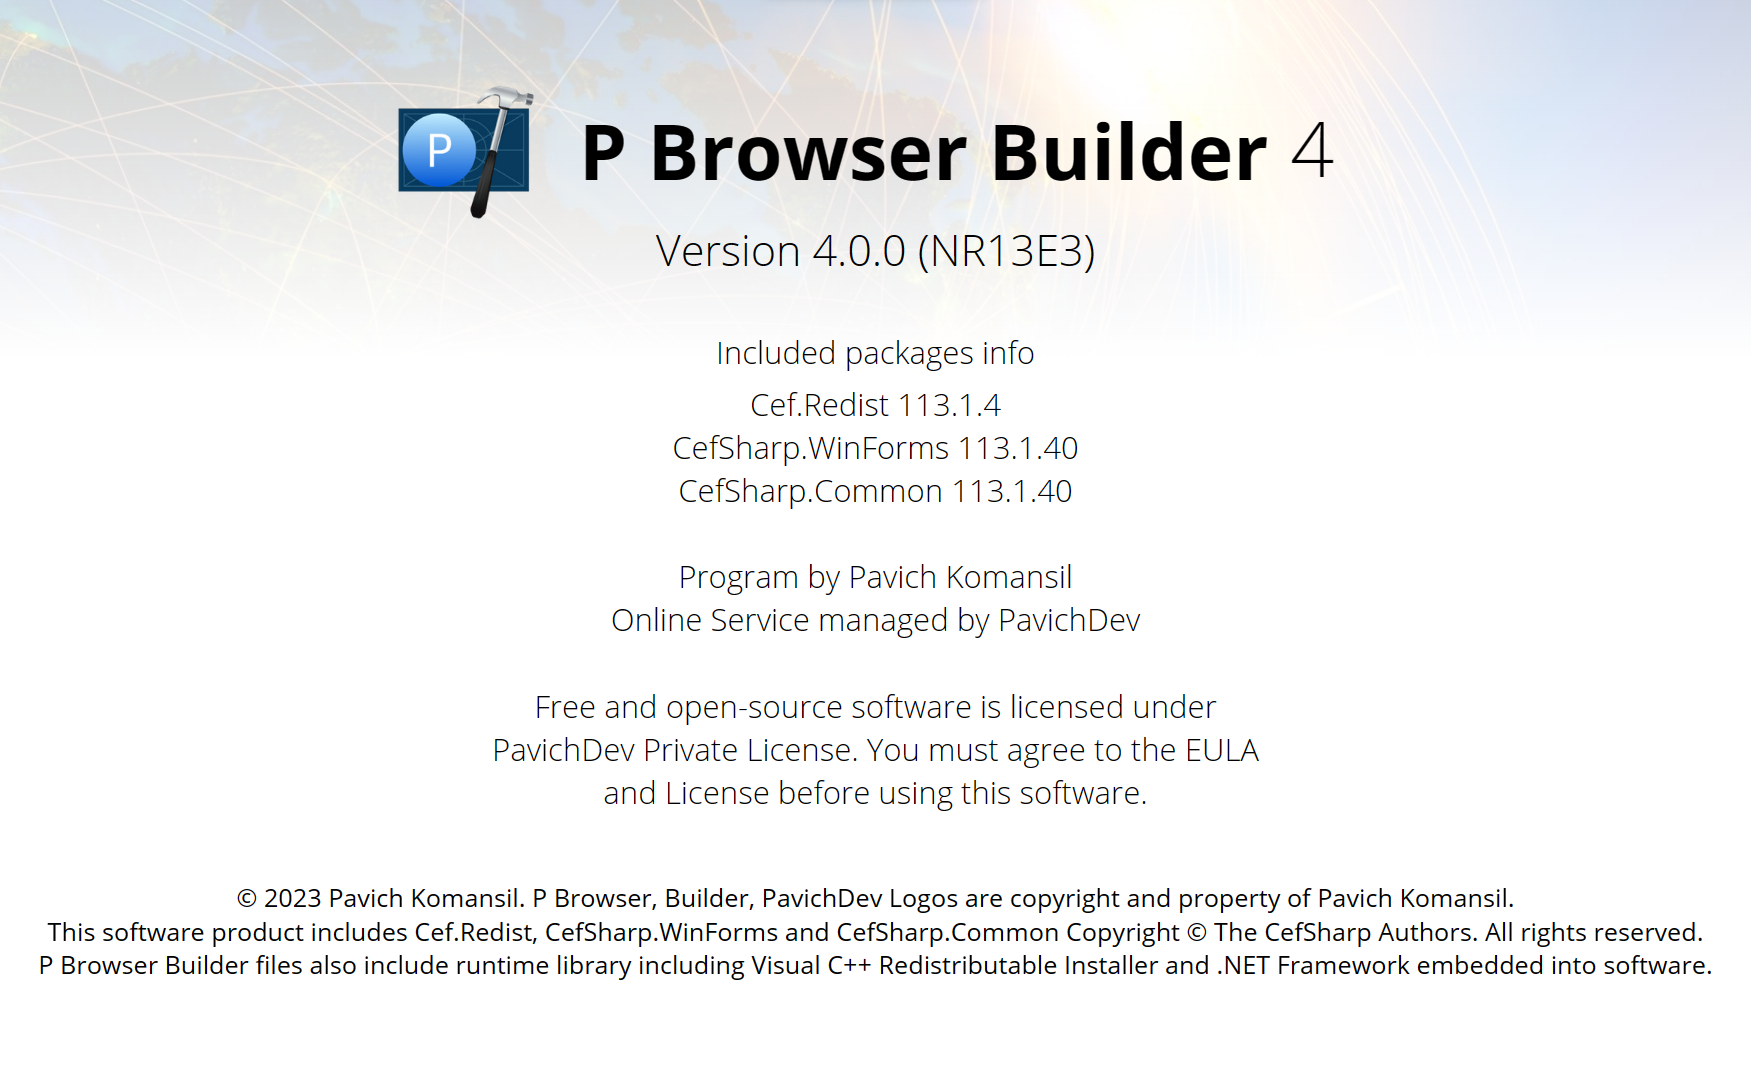 P
P Browser Builder 4
Version 4.0.0 (NR13E3)
Included packages info
Cef.Redist 113.1.4
CefSharp.WinForms 113.1.40
CefSharp.Common 113.1.40
Program by Pavich Komansil
Online Service managed by PavichDev
Free and open-source software is licensed under
PavichDev Private License. You must agree to the EULA
and License before using this software.
© 2023 Pavich Komansil. P Browser, Builder, PavichDev Logos are copyright and property of Pavich Komansil.
This software product includes Cef.Redist, CefSharp.WinForms and CefSharp.Common Copyright © The CefSharp Authors. All rights reserved.
P Browser Builder files also include runtime library including Visual C++ Redistributable Installer and .NET Framework embedded into software.